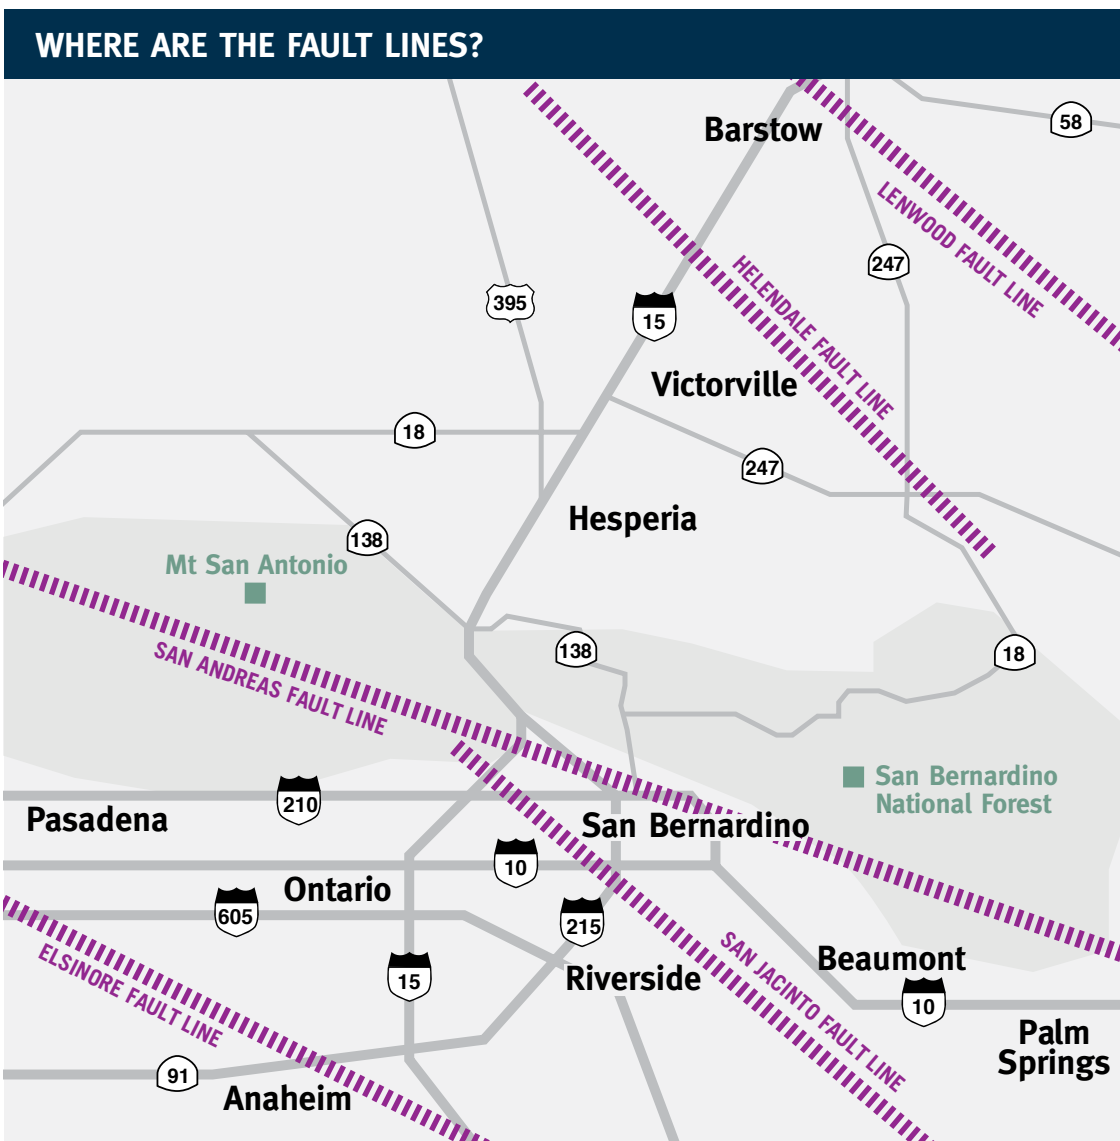 WHERE ARE THE FAULT LINES?
58
Barstow
LENWOOD FAULT LINE
247
HELENDALE FAULT LINE
395
15
Victorville
18
247
Hesperia
138
Mt San Antonio
138
18
SAN ANDREAS FAULT LINE
San Bernardino
National Forest
210
Pasadena
San Bernardino
10
Ontario
605
215
SAN JACINTO FAULT LINE
Beaumont
ELSINORE FAULT LINE
15
Riverside
10
Palm
Springs
91
Anaheim